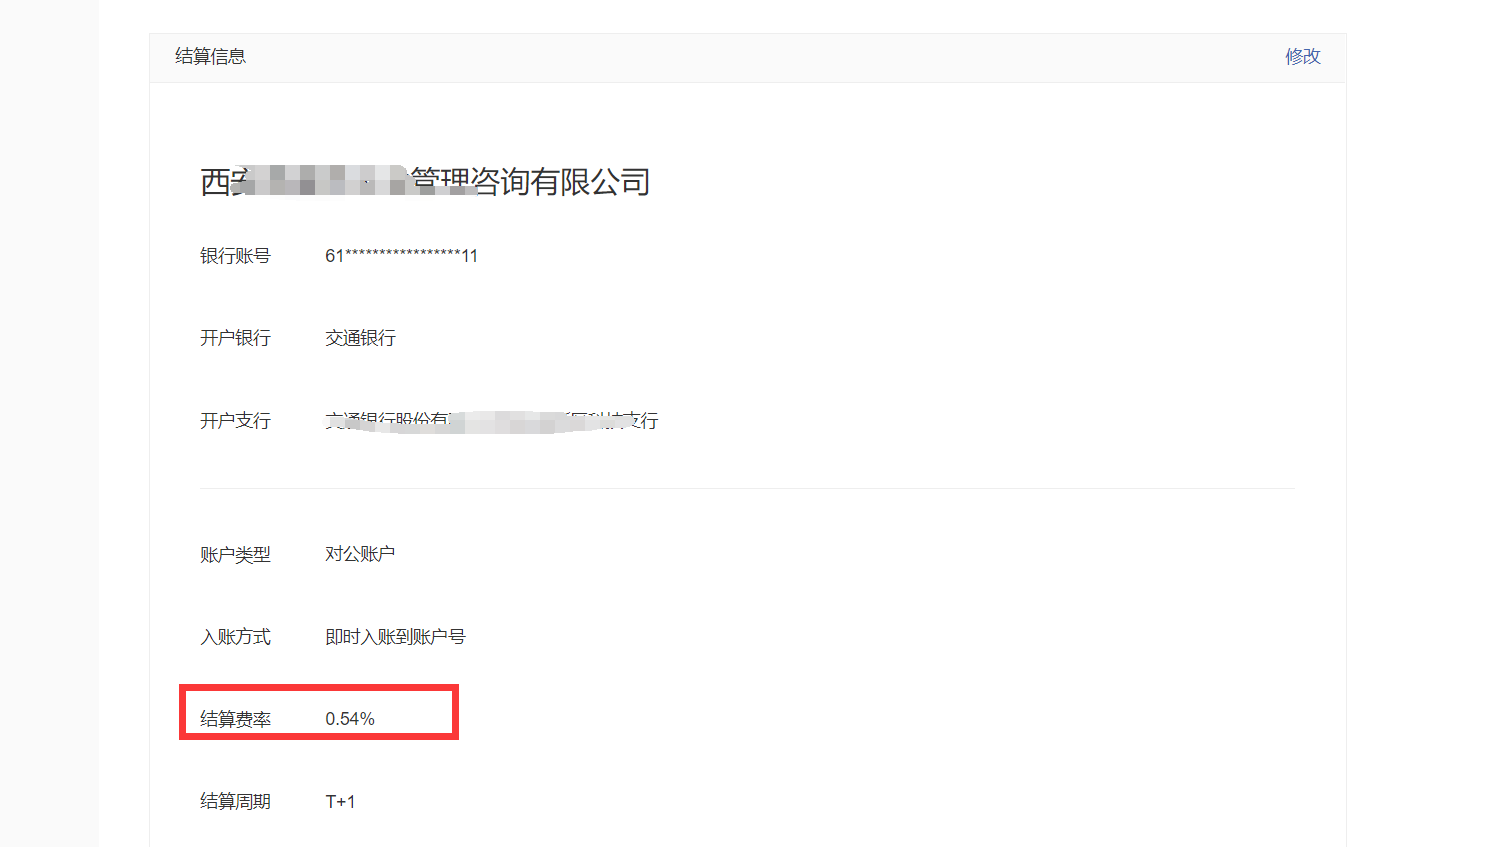 结算信息 修改
西安 管理咨询有限公司
银行账号 61*****************11
开户银行 交通银行
开户支行 交通银行股份有 支行
账户类型 对公账户
入账方式 即时入账到账户号
结算费率 0.54%
结算周期 T+1